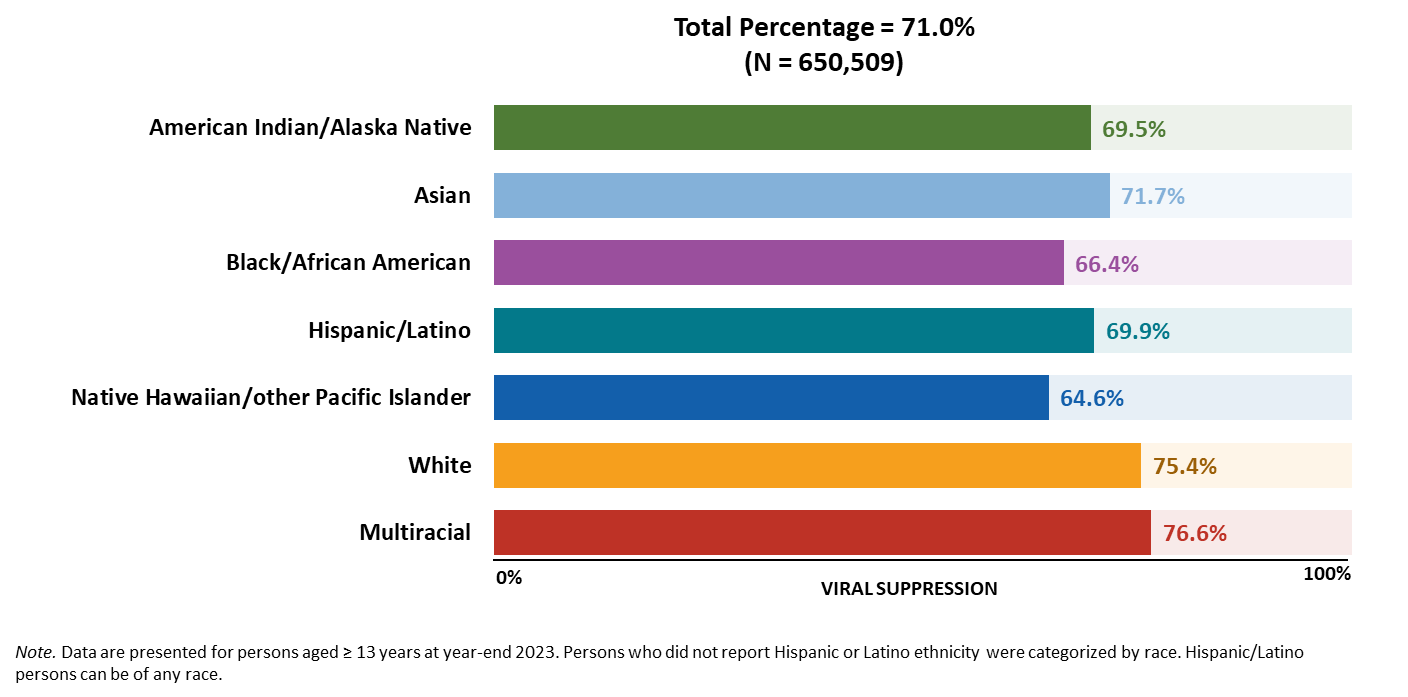 Total Percentage = 71.0%
(N = 650,509)
American Indian/Alaska Native 69.5%
Asian 71.7%
Black/African American 66.4%
Hispanic/Latino 69.9%
Native Hawaiian/other Pacific Islander 64.6%
White 75.4%
Multiracial 76.6%
0% 100%
VIRAL SUPPRESSION
Note. Data are presented for persons aged ≥ 13 years at year-end 2023. Persons who did not report Hispanic or Latino ethnicity were categorized by race. Hispanic/Latino
persons can be of any race.